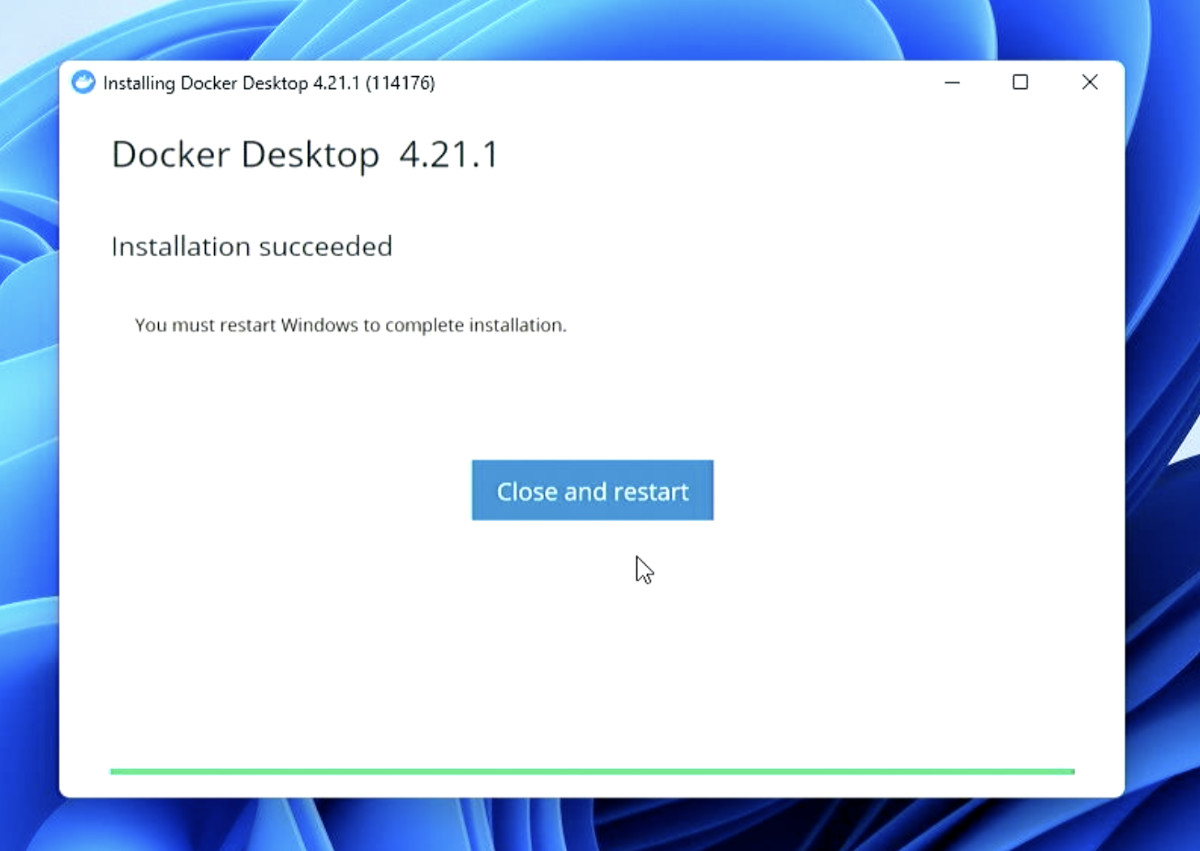 Installing Docker Desktop 4.21.1 (114176)
Docker Desktop 4.21.1
Installation succeeded
You must restart Windows to complete installation.
Close and restart